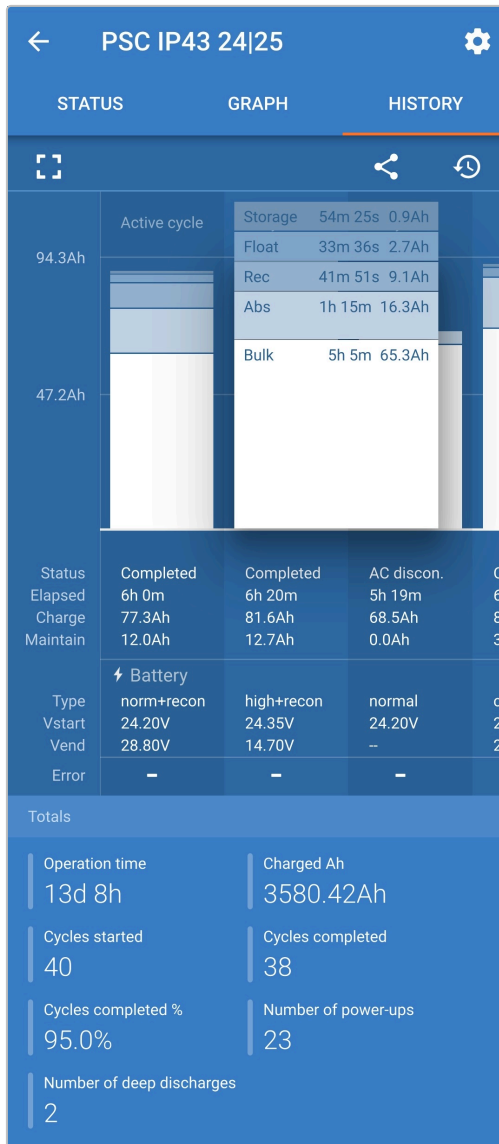 PSC IP43 24|25
STATUS GRAPH HISTORY
Active cycle
94.3Ah
47.2Ah
Storage 54m 25s 0.9Ah
Float 33m 36s 2.7Ah
Rec 41m 51s 9.1Ah
Abs 1h 15m 16.3Ah
Bulk 5h 5m 65.3Ah
Status Completed Completed AC discon.
Elapsed 6h 0m 6h 20m 5h 19m
Charge 77.3Ah 81.6Ah 68.5Ah
Maintain 12.0Ah 12.7Ah 0.0Ah
Battery
Type norm+recon high+recon normal
Vstart 24.20V 24.35V 24.20V
Vend 28.80V 14.70V --
Error – – –
Totals
Operation time Charged Ah
13d 8h 3580.42Ah
Cycles started Cycles completed
40 38
Cycles completed % Number of power-ups
95.0% 23
Number of deep discharges
2